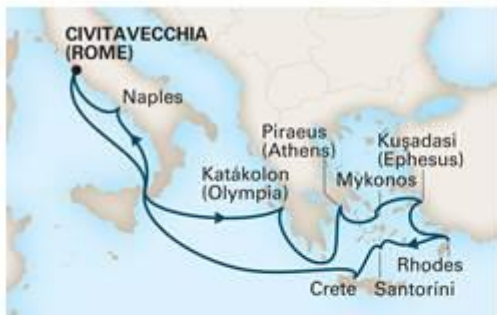 CIVITAVECCHIA
(ROME)
Naples
Piraeus
(Athens)
Kuşadasi
(Ephesus)
Katákolon
(Olympia)
Mykonos
Rhodes
Crete
Santoríni